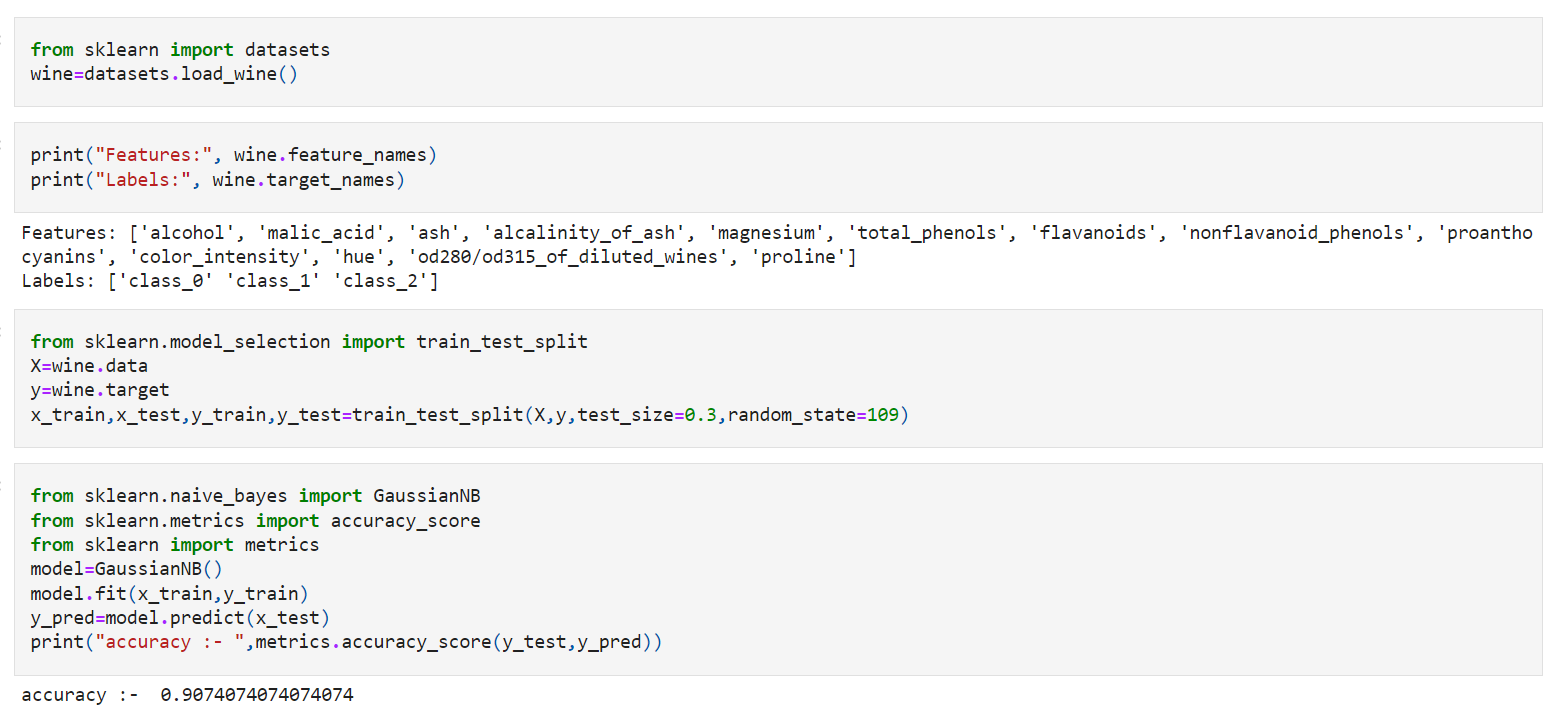 from sklearn import datasets
wine=datasets.load_wine()
print("Features:", wine.feature_names)
print("Labels:", wine.target_names)
Features: ['alcohol', 'malic_acid', 'ash', 'alcalinity_of_ash', 'magnesium', 'total_phenols', 'flavanoids', 'nonflavanoid_phenols', 'proantho
cyanins', 'color_intensity', 'hue', 'od280/od315_of_diluted_wines', 'proline']
Labels: ['class_0' 'class_1' 'class_2']
from sklearn.model_selection import train_test_split
X=wine.data
y=wine.target
x_train,x_test,y_train,y_test=train_test_split(X,y,test_size=0.3,random_state=109)
from sklearn.naive_bayes import GaussianNB
from sklearn.metrics import accuracy_score
from sklearn import metrics
model=GaussianNB()
model.fit(x_train,y_train)
y_pred=model.predict(x_test)
print("accuracy :- ",metrics.accuracy_score(y_test,y_pred))
accuracy :-  0.9074074074074074